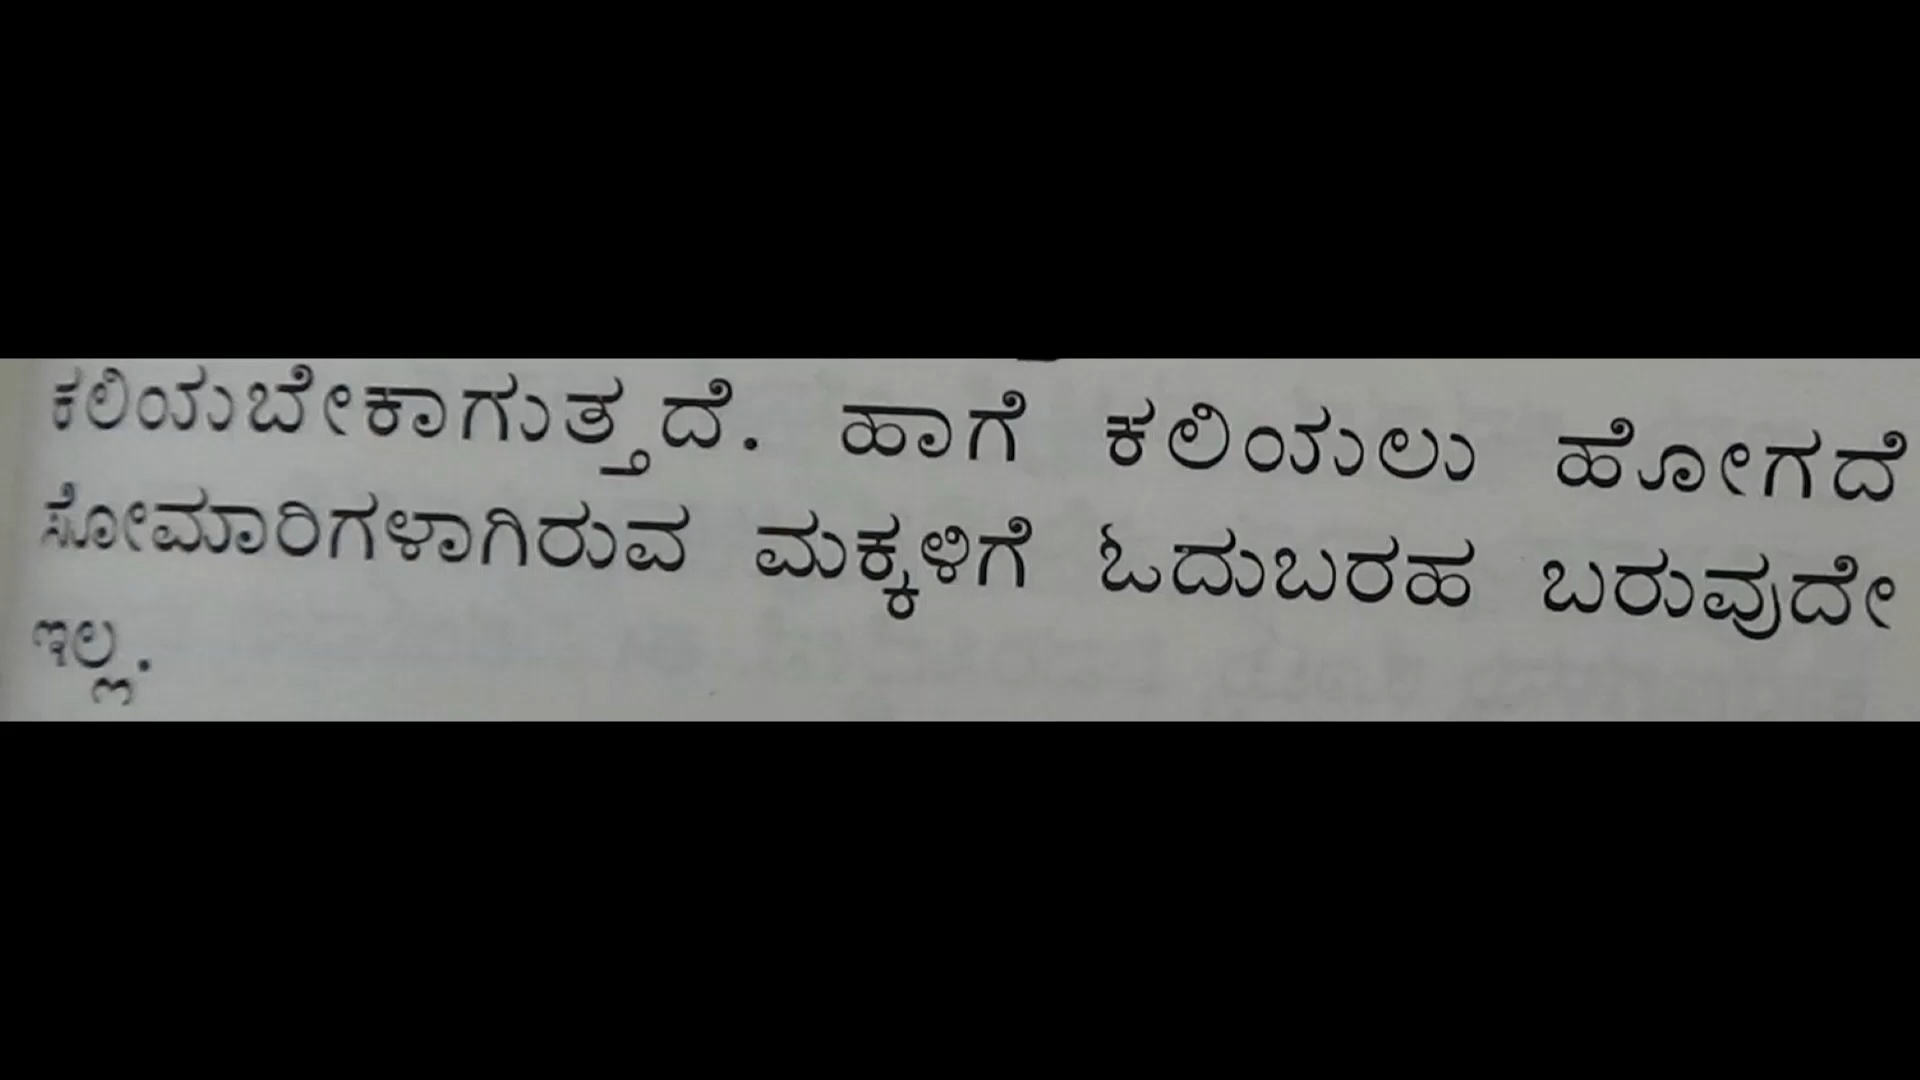 ಕಲಿಯಬೇಕಾಗುತ್ತದೆ. ಹಾಗೆ ಕಲಿಯಲು ಹೋಗದೆ
ಸೋಮಾರಿಗಳಾಗಿರುವ ಮಕ್ಕಳಿಗೆ ಓದುಬರಹ ಬರುವುದೇ
ಇಲ್ಲ.